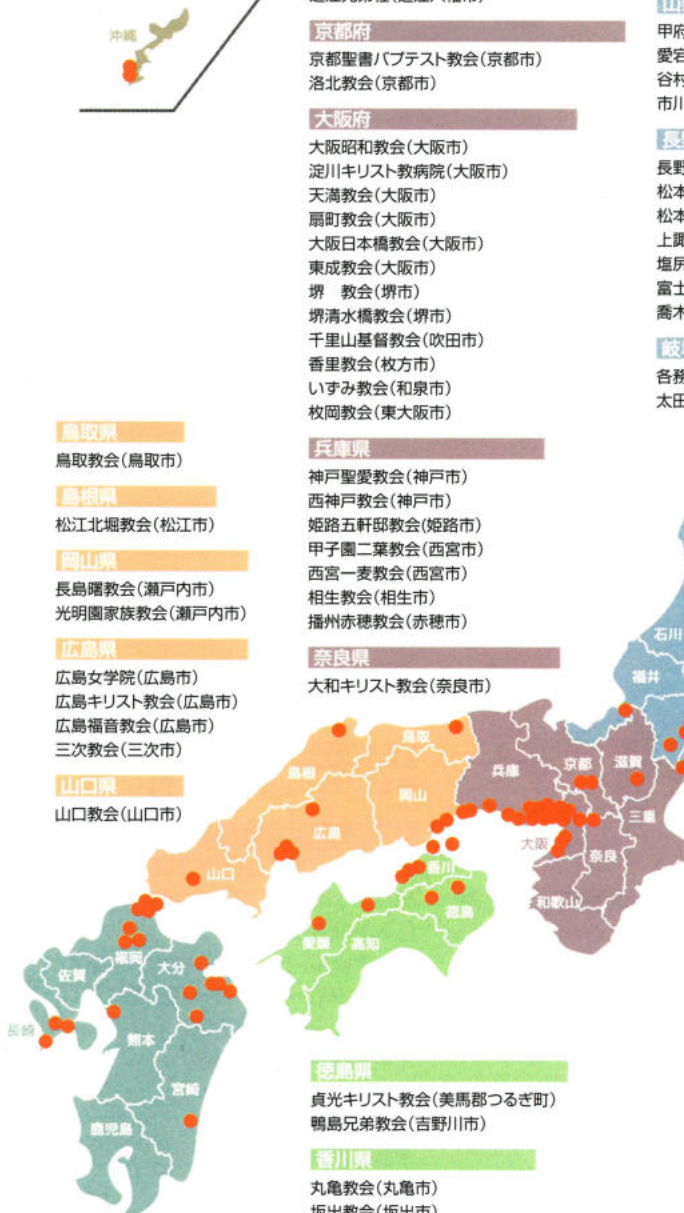 沖縄
京都府
京都聖書バプテスト教会(京都市)
洛北教会(京都市)
大阪府
大阪昭和教会(大阪市)
淀川キリスト教病院(大阪市)
天満教会(大阪市)
扇町教会(大阪市)
大阪日本橋教会(大阪市)
東成教会(大阪市)
堺　教会(堺市)
堺清水橋教会(堺市)
千里山基督教会(吹田市)
香里教会(枚方市)
いずみ教会(和泉市)
枚岡教会(東大阪市)
兵庫県
神戸聖愛教会(神戸市)
西神戸教会(神戸市)
姫路五軒邸教会(姫路市)
甲子園二葉教会(西宮市)
西宮一麦教会(西宮市)
相生教会(相生市)
播州赤穂教会(赤穂市)
奈良県
大和キリスト教会(奈良市)
鳥取県
鳥取教会(鳥取市)
島根県
松江北堀教会(松江市)
岡山県
長島曙教会(瀬戸内市)
光明園家族教会(瀬戸内市)
広島県
広島女学院(広島市)
広島キリスト教会(広島市)
広島福音教会(広島市)
三次教会(三次市)
山口県
山口教会(山口市)
甲府
愛宕
谷村
市川
長野
松本
松本
上諏
塩尻
富士
喬木
岐阜
各務
太田
石川
福井
鳥取
島根
岡山
広島
山口
兵庫
京都
滋賀
三重
大阪
奈良
和歌山
香川
徳島
愛媛
高知
福岡
佐賀
大分
長崎
熊本
宮崎
鹿児島
徳島県
貞光キリスト教会(美馬郡つるぎ町)
鴨島兄弟教会(吉野川市)
香川県
丸亀教会(丸亀市)
坂出教会(坂出市)